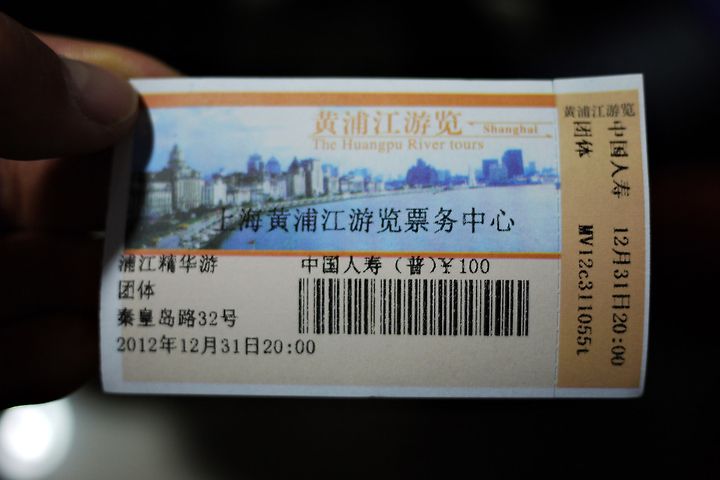 黄浦江游览
Shanghai
The Huangpu River tours
上海黄浦江游览票务中心
浦江精华游
中国人寿(普)¥100
团体
秦皇岛路32号
2012年12月31日20:00
黄浦江游览
中国人寿 12月31日20:00
团体 MV12c311055t